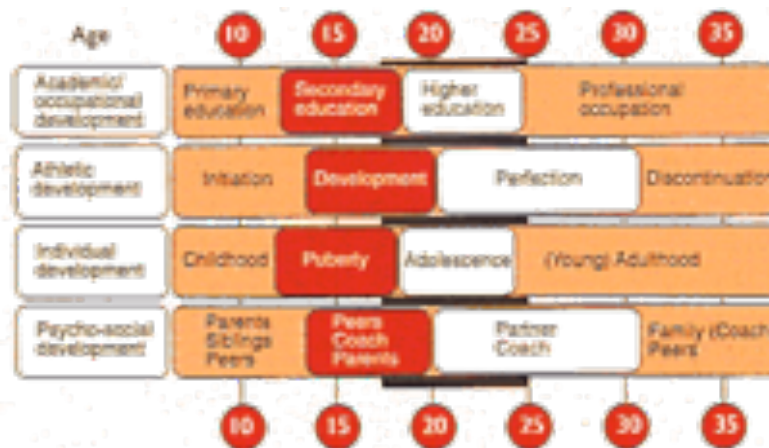 Age
10 15 20 25 30 35
Academic/
occupational
development
Primary
education
Secondary
education
Higher
education
Professional
occupation
Athletic
development
Initiation
Development
Perfection
Discontinuation
Individual
development
Childhood
Puberty
Adolescence
(Young) Adulthood
Psycho-social
development
Parents
Siblings
Peers
Peers
Coach
Parents
Partner
Coach
Family (Coach
Peers
10 15 20 25 30 35